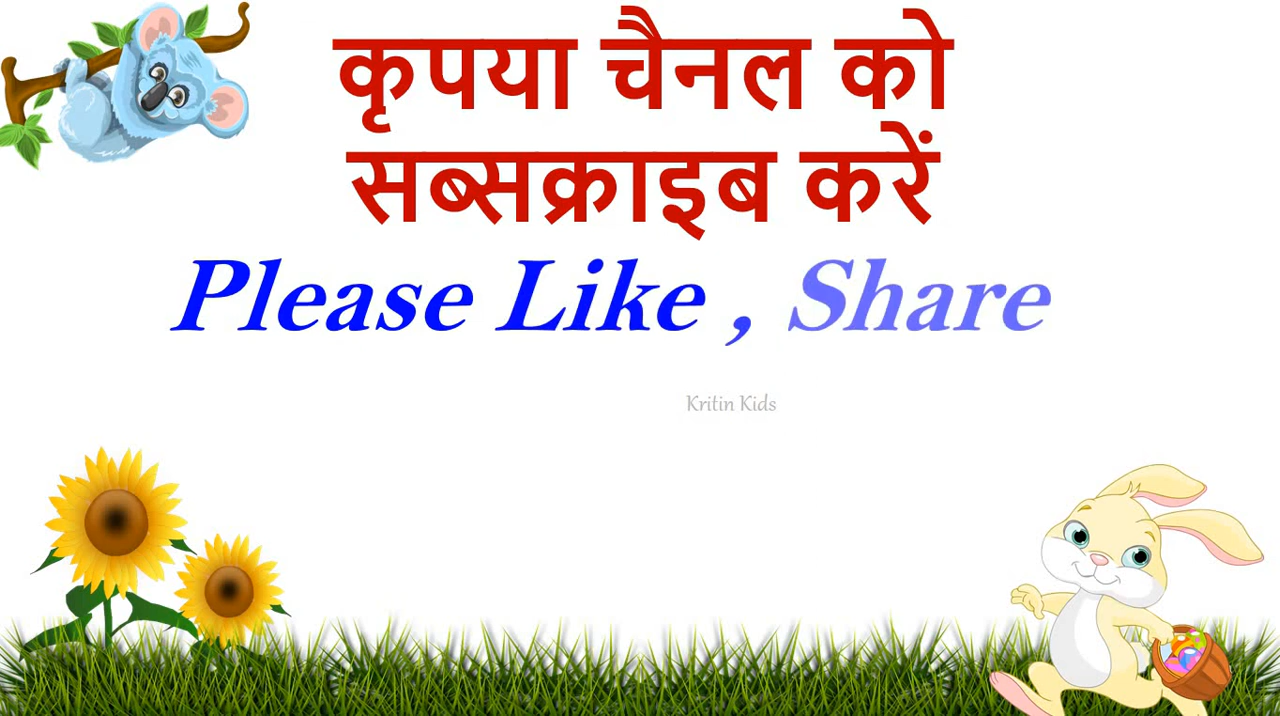 कृपया चैनल को
सब्सक्राइब करें
Please Like , Share
Kritin Kids